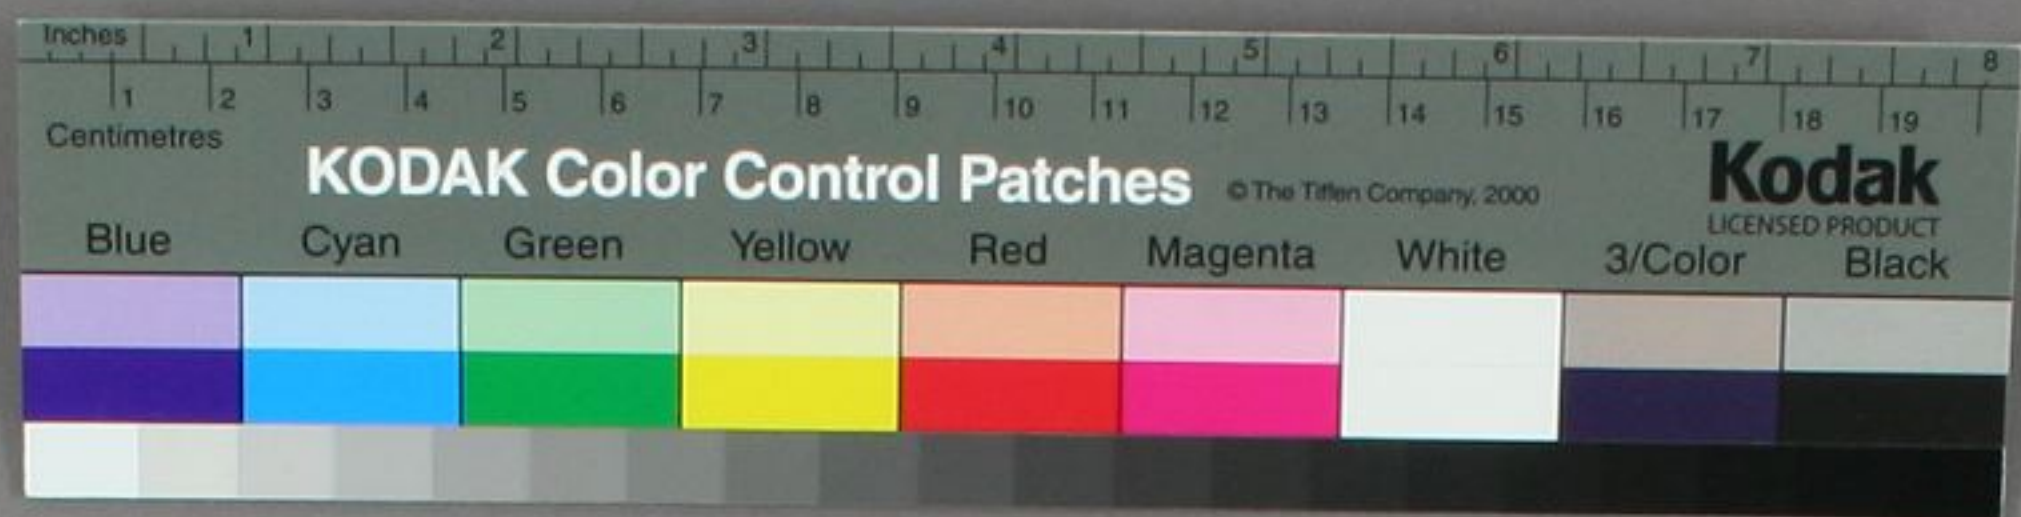 Inches 1 2 3 4 5 6 7 8
1 2 3 4 5 6 7 8 9 10 11 12 13 14 15 16 17 18 19
Centimetres
KODAK Color Control Patches © The Tiffen Company, 2000 Kodak
LICENSED PRODUCT
Blue Cyan Green Yellow Red Magenta White 3/Color Black